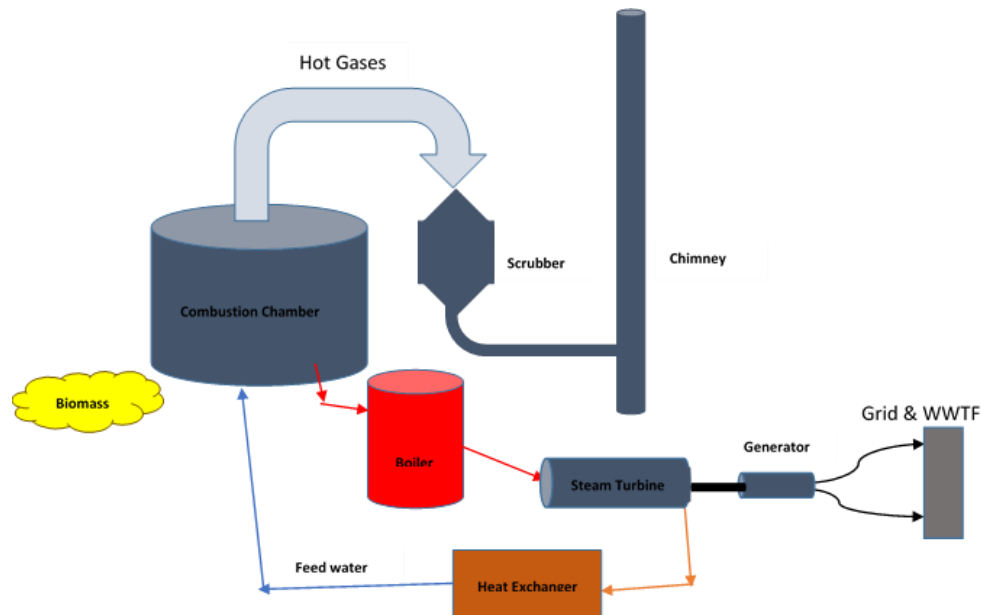 Hot Gases
Scrubber
Chimney
Combustion Chamber
Biomass
Grid & WWTF
Generator
Boiler
Steam Turbine
Feed water
Heat Exchanger